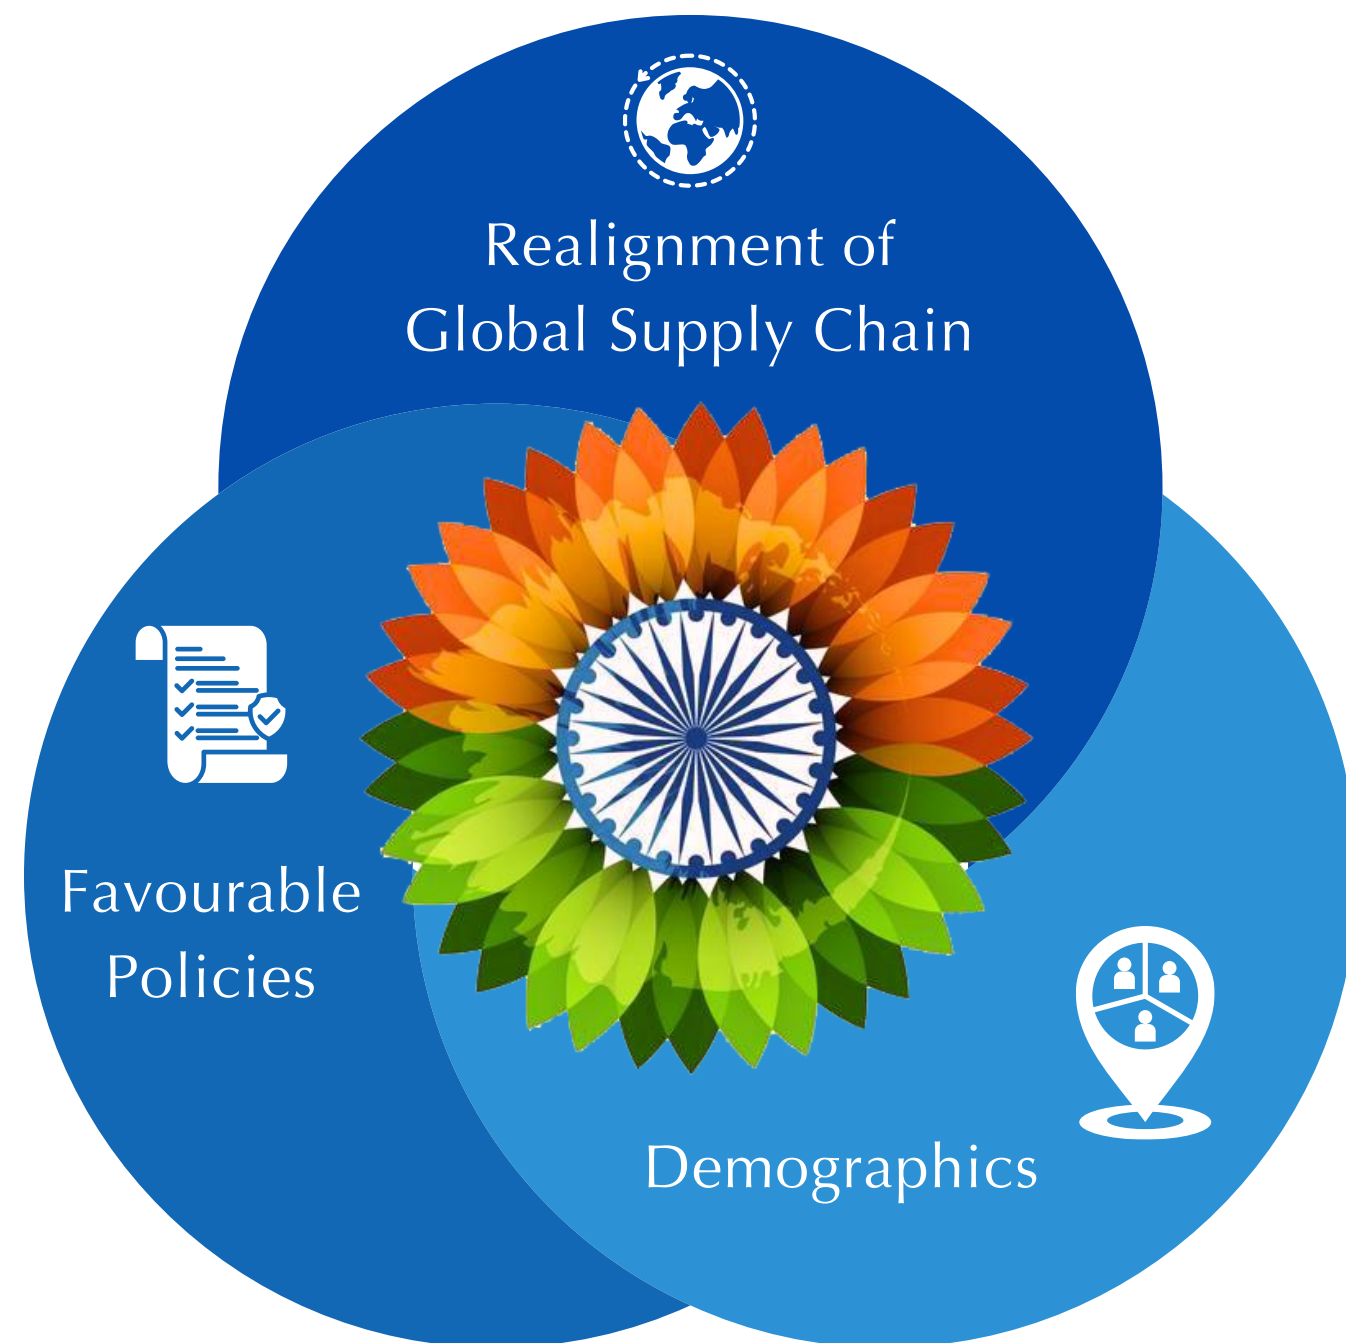 Realignment of
Global Supply Chain
Favourable
Policies
Demographics